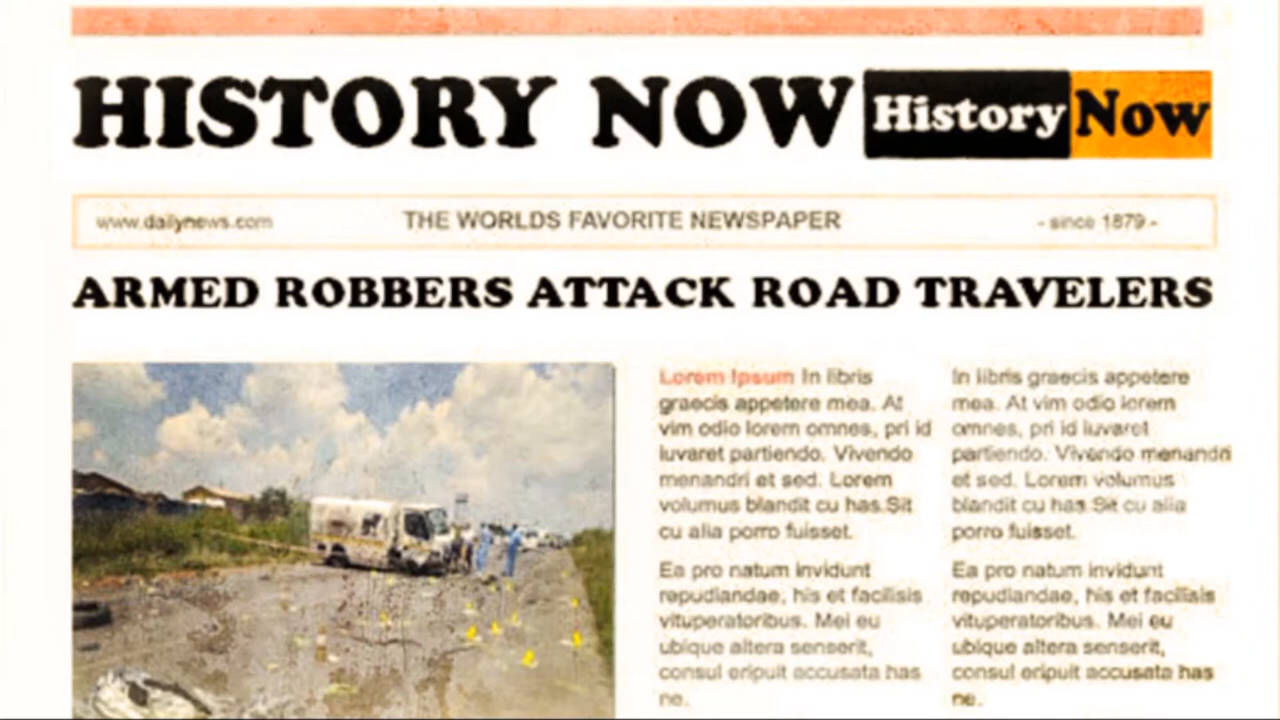 HISTORY NOW
History Now
www.dailynews.com THE WORLDS FAVORITE NEWSPAPER - since 1879 -
ARMED ROBBERS ATTACK ROAD TRAVELERS
Lorem Ipsum In libris
graecis appetere mea. At
vim odio lorem omnes, pri id
iuvaret partiendo. Vivendo
menandri et sed. Lorem
volumus blandit cu has.Sit
cu alia porro fuisset.
Ea pro natum invidunt
repudiandae, his et facilisis
vituperatoribus. Mei eu
ubique altera senserit,
consul eripuit accusata has
ne.
In libris graecis appetere
mea. At vim odio lorem
omnes, pri id iuvaret
partiendo. Vivendo menandri
et sed. Lorem volumus
blandit cu has.Sit cu alia
porro fuisset.
Ea pro natum invidunt
repudiandae, his et facilisis
vituperatoribus. Mei eu
ubique altera senserit,
consul eripuit accusata has
ne.